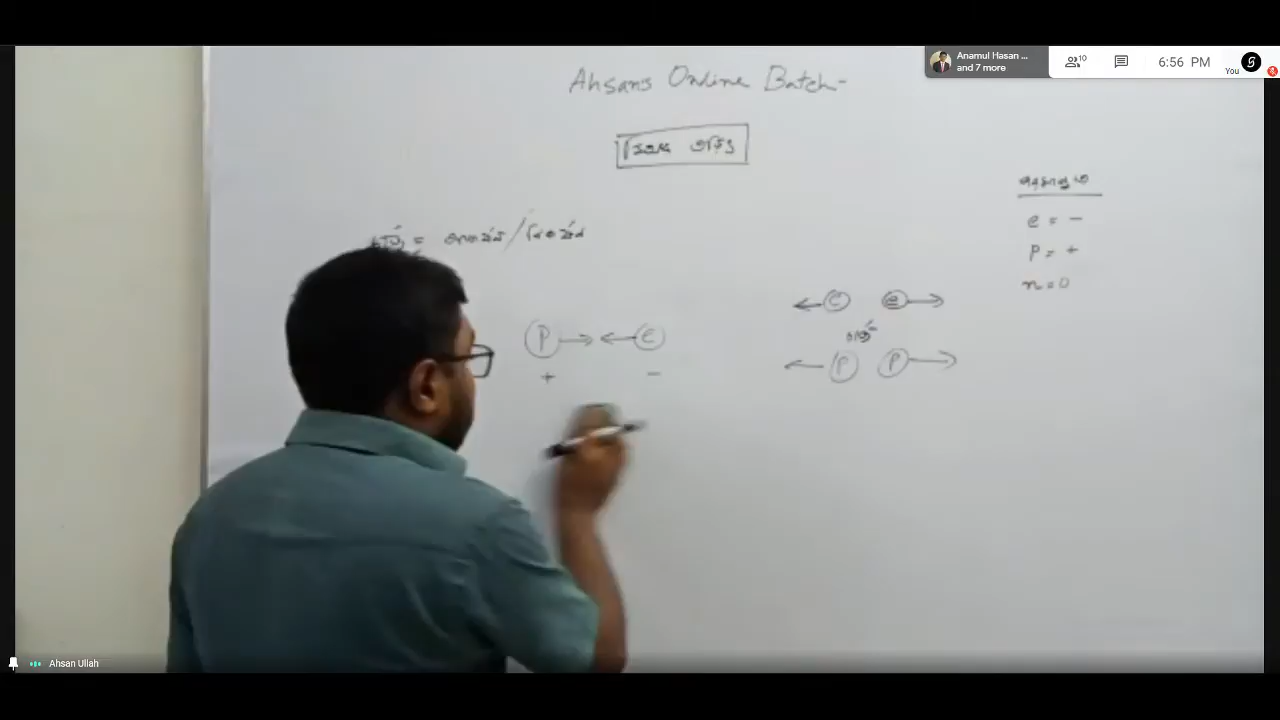 Anamul Hasan ...
and 7 more
10
6:56 PM
You
Ahsans Online Batch-
স্থির তড়িৎ
চার্জ = আকর্ষণ / বিকর্ষণ
e = -
P = +
n = 0
e e
P e
চার্জ
+ -
P P
Ahsan Ullah